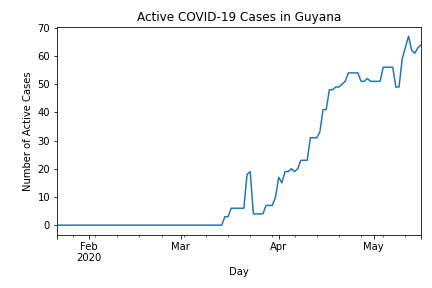 Active COVID-19 Cases in Guyana
70
60
50
40
30
20
10
0
Number of Active Cases
Feb
2020
Mar
Apr
May
Day